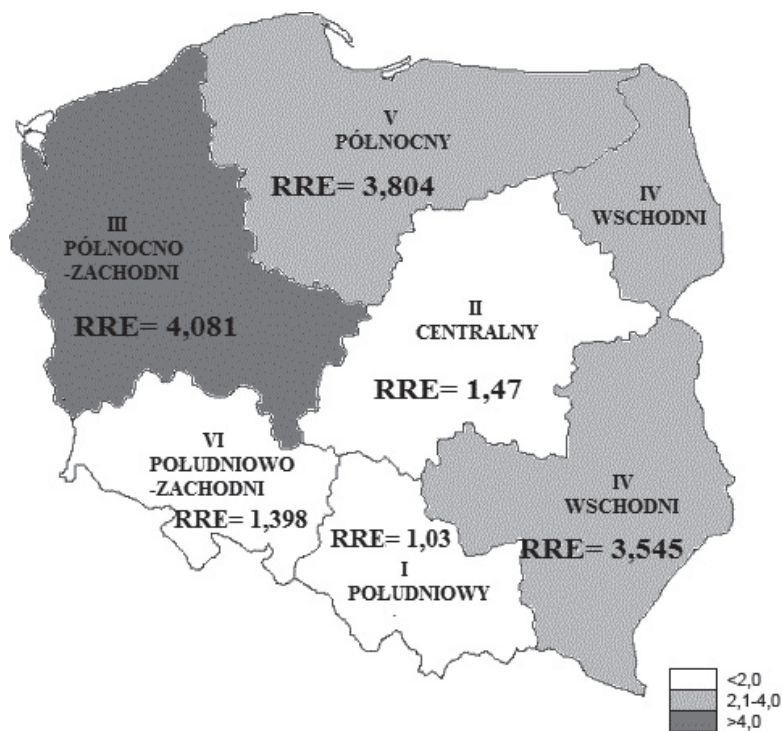 V
PÓLNOCNY
RRE= 3,804
IV
WSCHODNI
III
PÓLNOCNO
-ZACHODNI
RRE= 4,081
II
CENTRALNY
RRE= 1,47
VI
POŁUDNIOWO
-ZACHODNI
RRE= 1,398
RRE= 1,03
I
POŁUDNIOWY
IV
WSCHODNI
RRE= 3,545
<2,0
2,1-4,0
>4,0